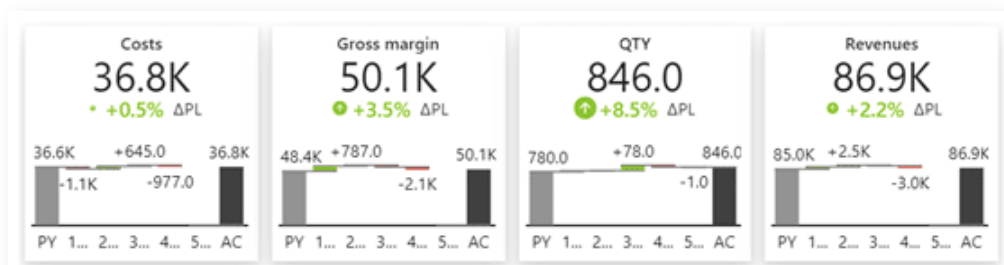 Costs
36.8K
+0.5% ΔPL
36.6K +645.0 36.8K
-1.1K -977.0
PY 1... 2... 3... 4... 5... AC
Gross margin
50.1K
+3.5% ΔPL
48.4K +787.0 50.1K
-2.1K
PY 1... 2... 3... 4... 5... AC
QTY
846.0
+8.5% ΔPL
780.0 +78.0 846.0
-1.0
PY 1... 2... 3... 4... 5... AC
Revenues
86.9K
+2.2% ΔPL
85.0K +2.5K 86.9K
-3.0K
PY 1... 2... 3... 4... 5... AC